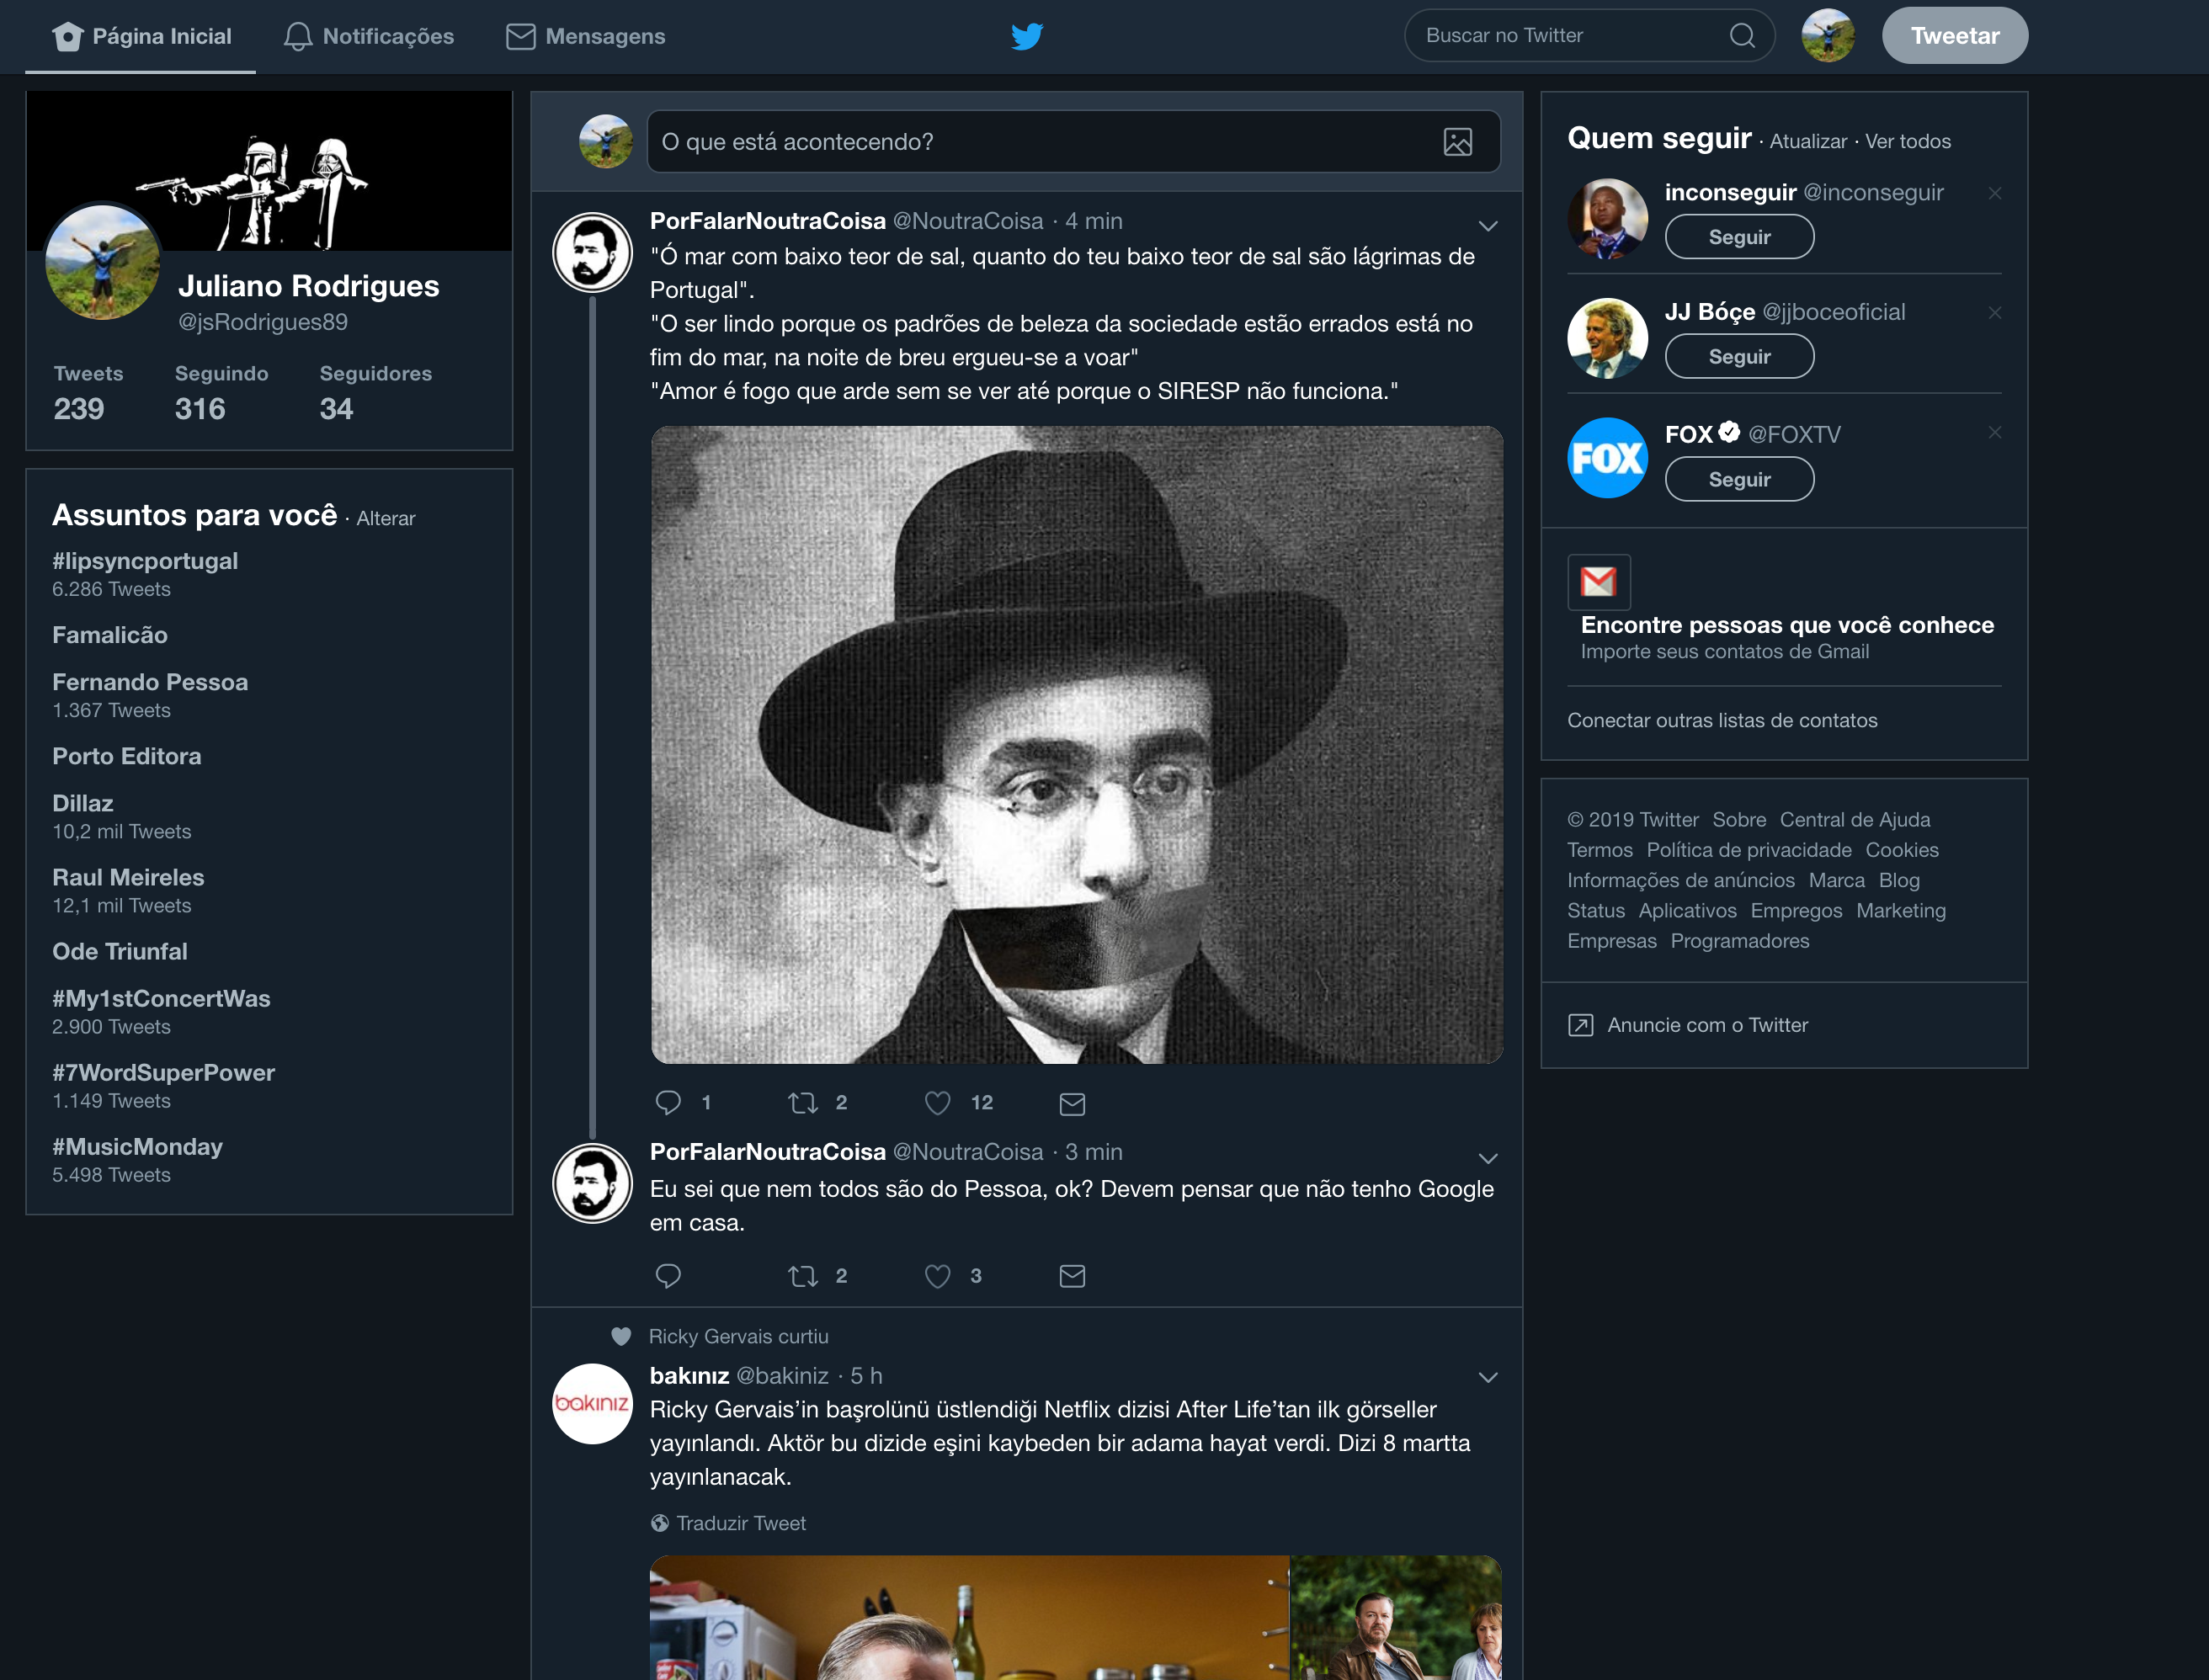 Página Inicial
Notificações
Mensagens
Buscar no Twitter
Tweetar
Juliano Rodrigues
@jsRodrigues89
Tweets Seguindo Seguidores
239 316 34
Assuntos para você · Alterar
#lipsyncportugal
6.286 Tweets
Famalicão
Fernando Pessoa
1.367 Tweets
Porto Editora
Dillaz
10,2 mil Tweets
Raul Meireles
12,1 mil Tweets
Ode Triunfal
#My1stConcertWas
2.900 Tweets
#7WordSuperPower
1.149 Tweets
#MusicMonday
5.498 Tweets
O que está acontecendo?
PorFalarNoutraCoisa @NoutraCoisa · 4 min
"Ó mar com baixo teor de sal, quanto do teu baixo teor de sal são lágrimas de
Portugal".
"O ser lindo porque os padrões de beleza da sociedade estão errados está no
fim do mar, na noite de breu ergueu-se a voar"
"Amor é fogo que arde sem se ver até porque o SIRESP não funciona."
1 2 12
PorFalarNoutraCoisa @NoutraCoisa · 3 min
Eu sei que nem todos são do Pessoa, ok? Devem pensar que não tenho Google
em casa.
2 3
Ricky Gervais curtiu
bakınız
bakınız @bakiniz · 5 h
Ricky Gervais’in başrolünü üstlendiği Netflix dizisi After Life’tan ilk görseller
yayınlandı. Aktör bu dizide eşini kaybeden bir adama hayat verdi. Dizi 8 martta
yayınlanacak.
Traduzir Tweet
Quem seguir · Atualizar · Ver todos
inconseguir @inconseguir
Seguir
JJ Bóçe @jjboceoficial
Seguir
FOX
FOX @FOXTV
Seguir
Encontre pessoas que você conhece
Importe seus contatos de Gmail
Conectar outras listas de contatos
© 2019 Twitter Sobre Central de Ajuda
Termos Política de privacidade Cookies
Informações de anúncios Marca Blog
Status Aplicativos Empregos Marketing
Empresas Programadores
Anuncie com o Twitter